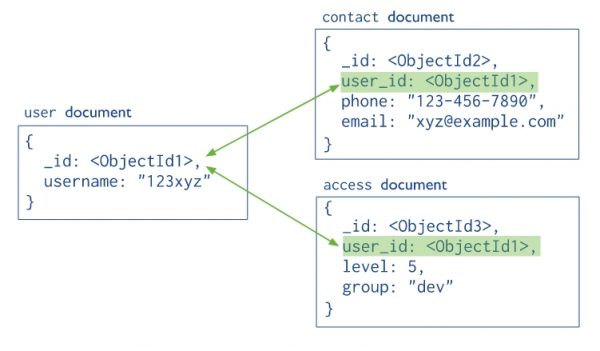 user document
{
_id: <ObjectId1>,
username: "123xyz"
}
contact document
{
_id: <ObjectId2>,
user_id: <ObjectId1>,
phone: "123-456-7890",
email: "xyz@example.com"
}
access document
{
_id: <ObjectId3>,
user_id: <ObjectId1>,
level: 5,
group: "dev"
}